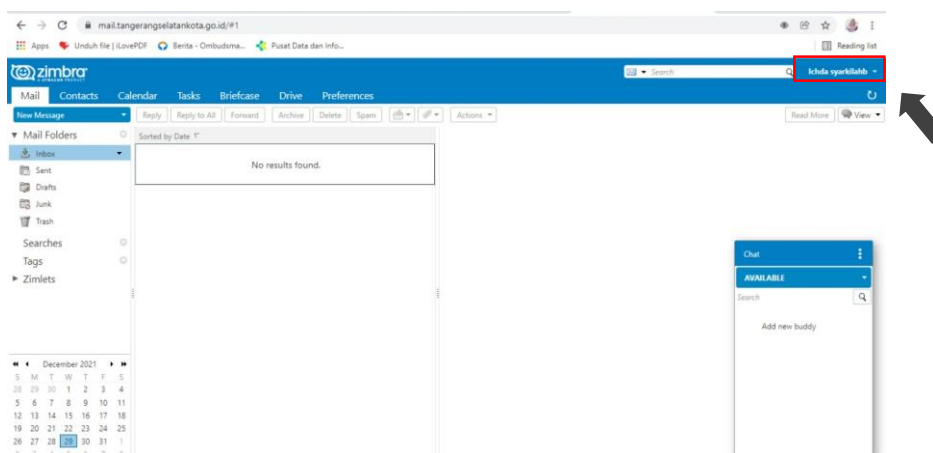 mail.tangerangselatankota.go.id/#1
Apps Unduh file | iLovePDF Berita - Ombudsma... Pusat Data dan Info... Reading list
zimbra Search Ichda syarkilahb
Mail Contacts Calendar Tasks Briefcase Drive Preferences
New Message Reply Reply to All Forward Archive Delete Spam Actions Read More View
Mail Folders Sorted by Date
Inbox
No results found.
Sent
Drafts
Junk
Trash
Searches
Tags
Zimlets
Chat
AVAILABLE
Search
Add new buddy
December 2021
S M T W T F S
28 29 30 1 2 3 4
5 6 7 8 9 10 11
12 13 14 15 16 17 18
19 20 21 22 23 24 25
26 27 28 29 30 31 1